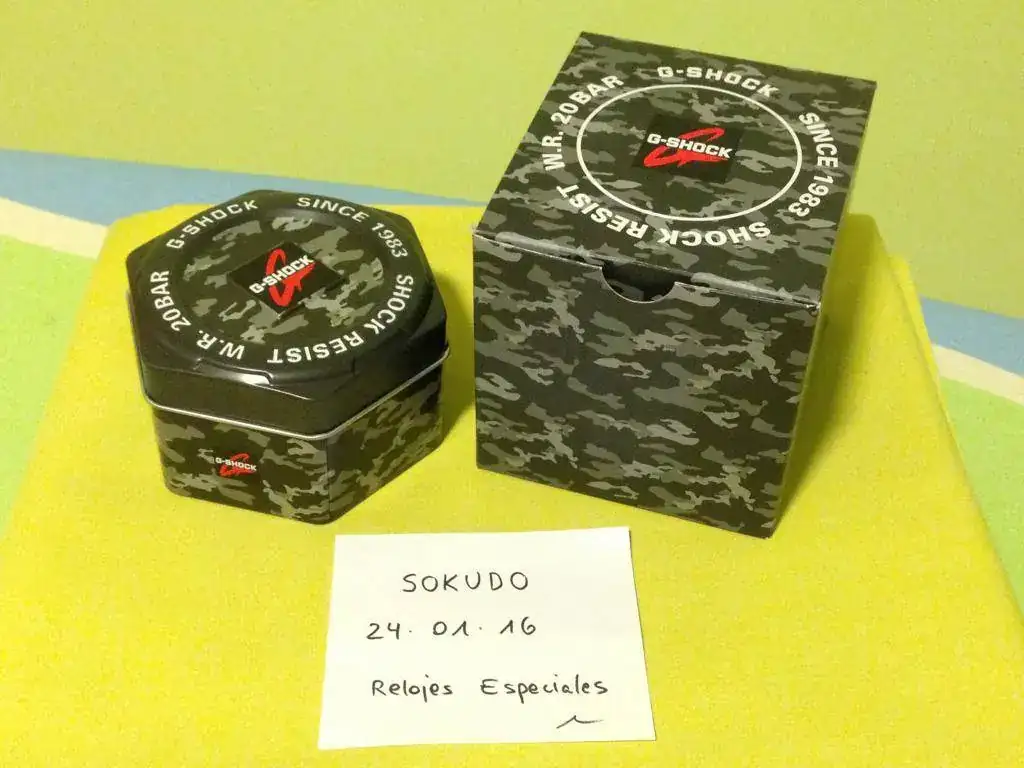 G-SHOCK SINCE 1983 SHOCK RESIST W.R. 20BAR
G-SHOCK
G-SHOCK
G-SHOCK SINCE 1983 SHOCK RESIST W.R. 20BAR
G-SHOCK
SOKUDO
24.01.16
Relojes Especiales